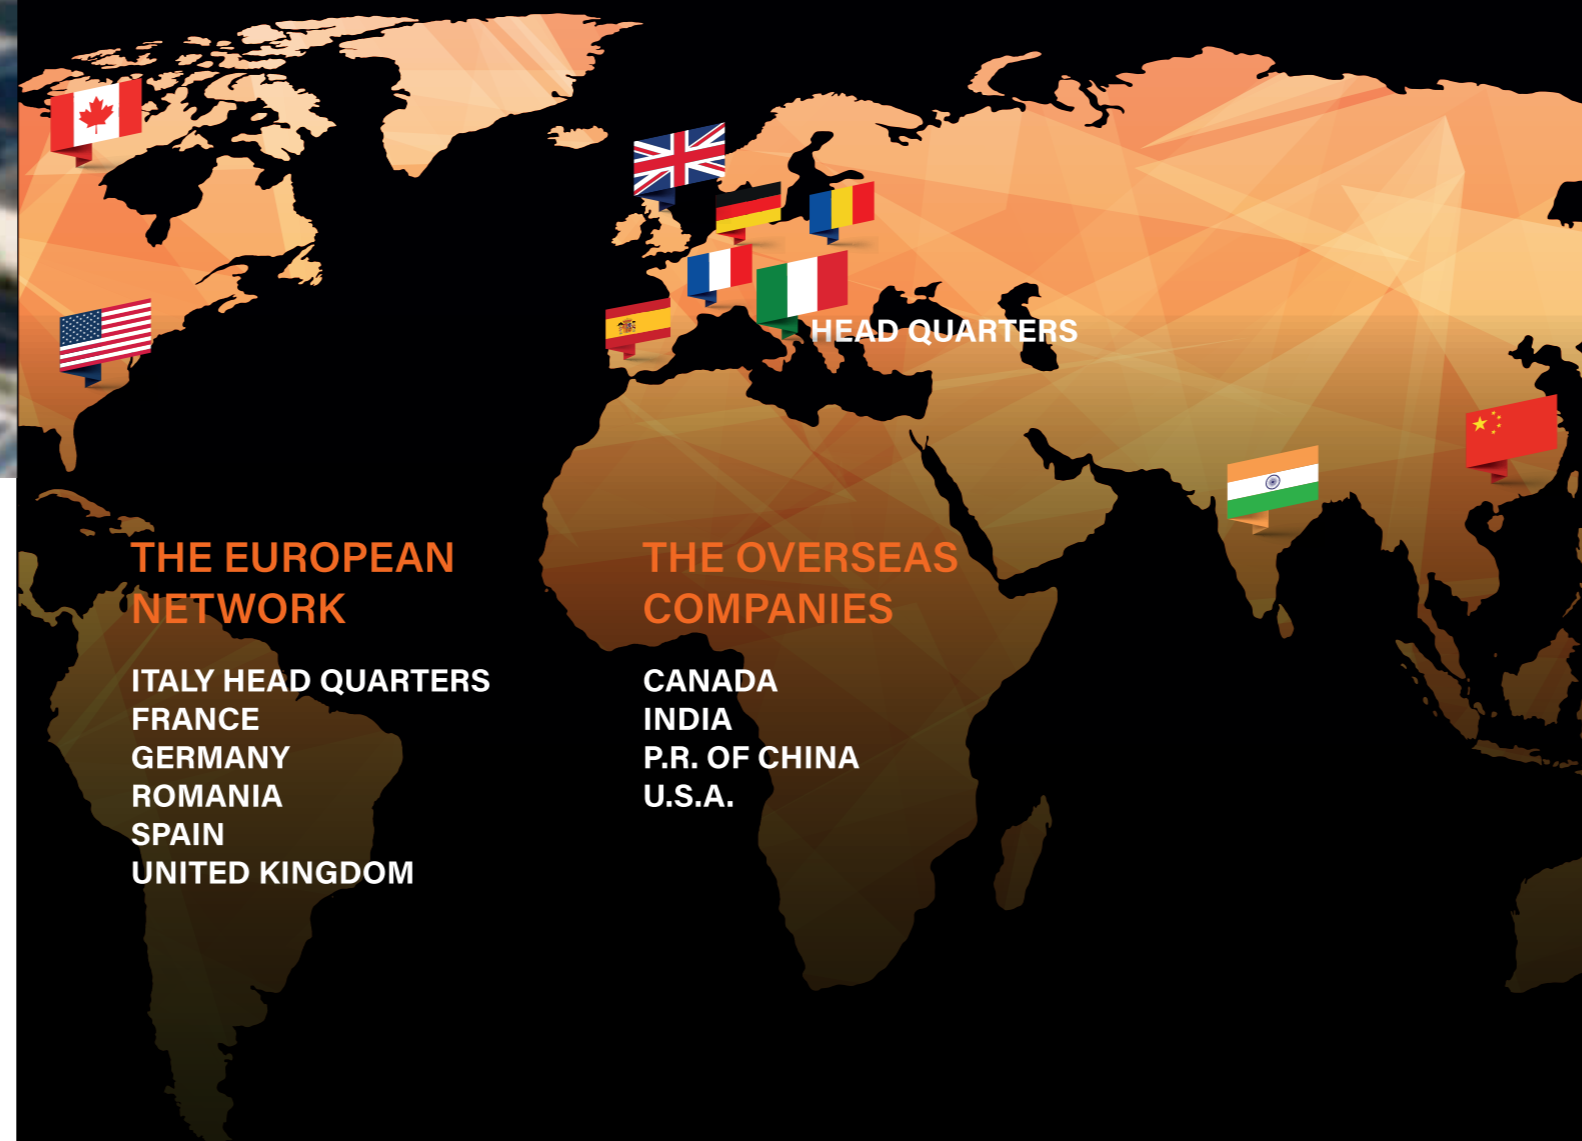 HEAD QUARTERS
THE EUROPEAN
NETWORK
ITALY HEAD QUARTERS
FRANCE
GERMANY
ROMANIA
SPAIN
UNITED KINGDOM
THE OVERSEAS
COMPANIES
CANADA
INDIA
P.R. OF CHINA
U.S.A.